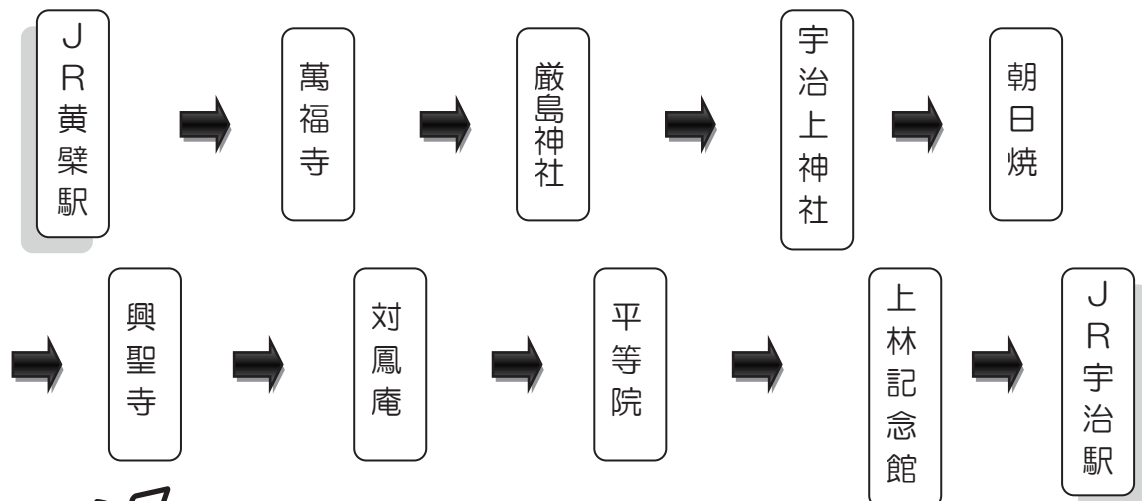 JR黄檗駅
萬福寺
厳島神社
宇治上神社
朝日焼
興聖寺
対鳳庵
平等院
上林記念館
JR宇治駅